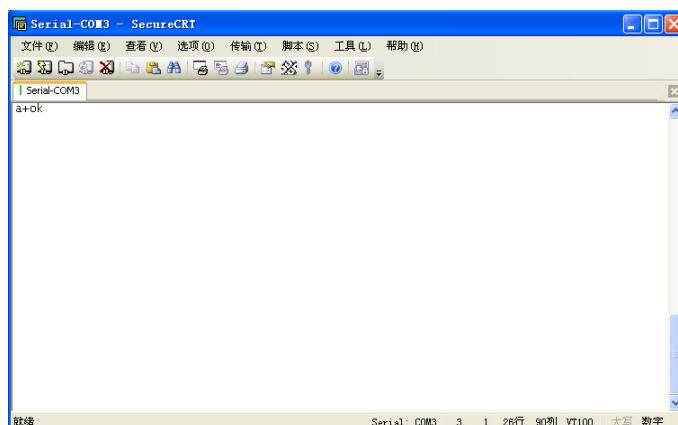 Serial-COM3 - SecureCRT
文件(F) 编辑(E) 查看(V) 选项(O) 传输(T) 脚本(S) 工具(L) 帮助(H)
Serial-COM3
a+ok
就绪 Serial: COM3 3, 1 26行, 90列 VT100 大写 数字